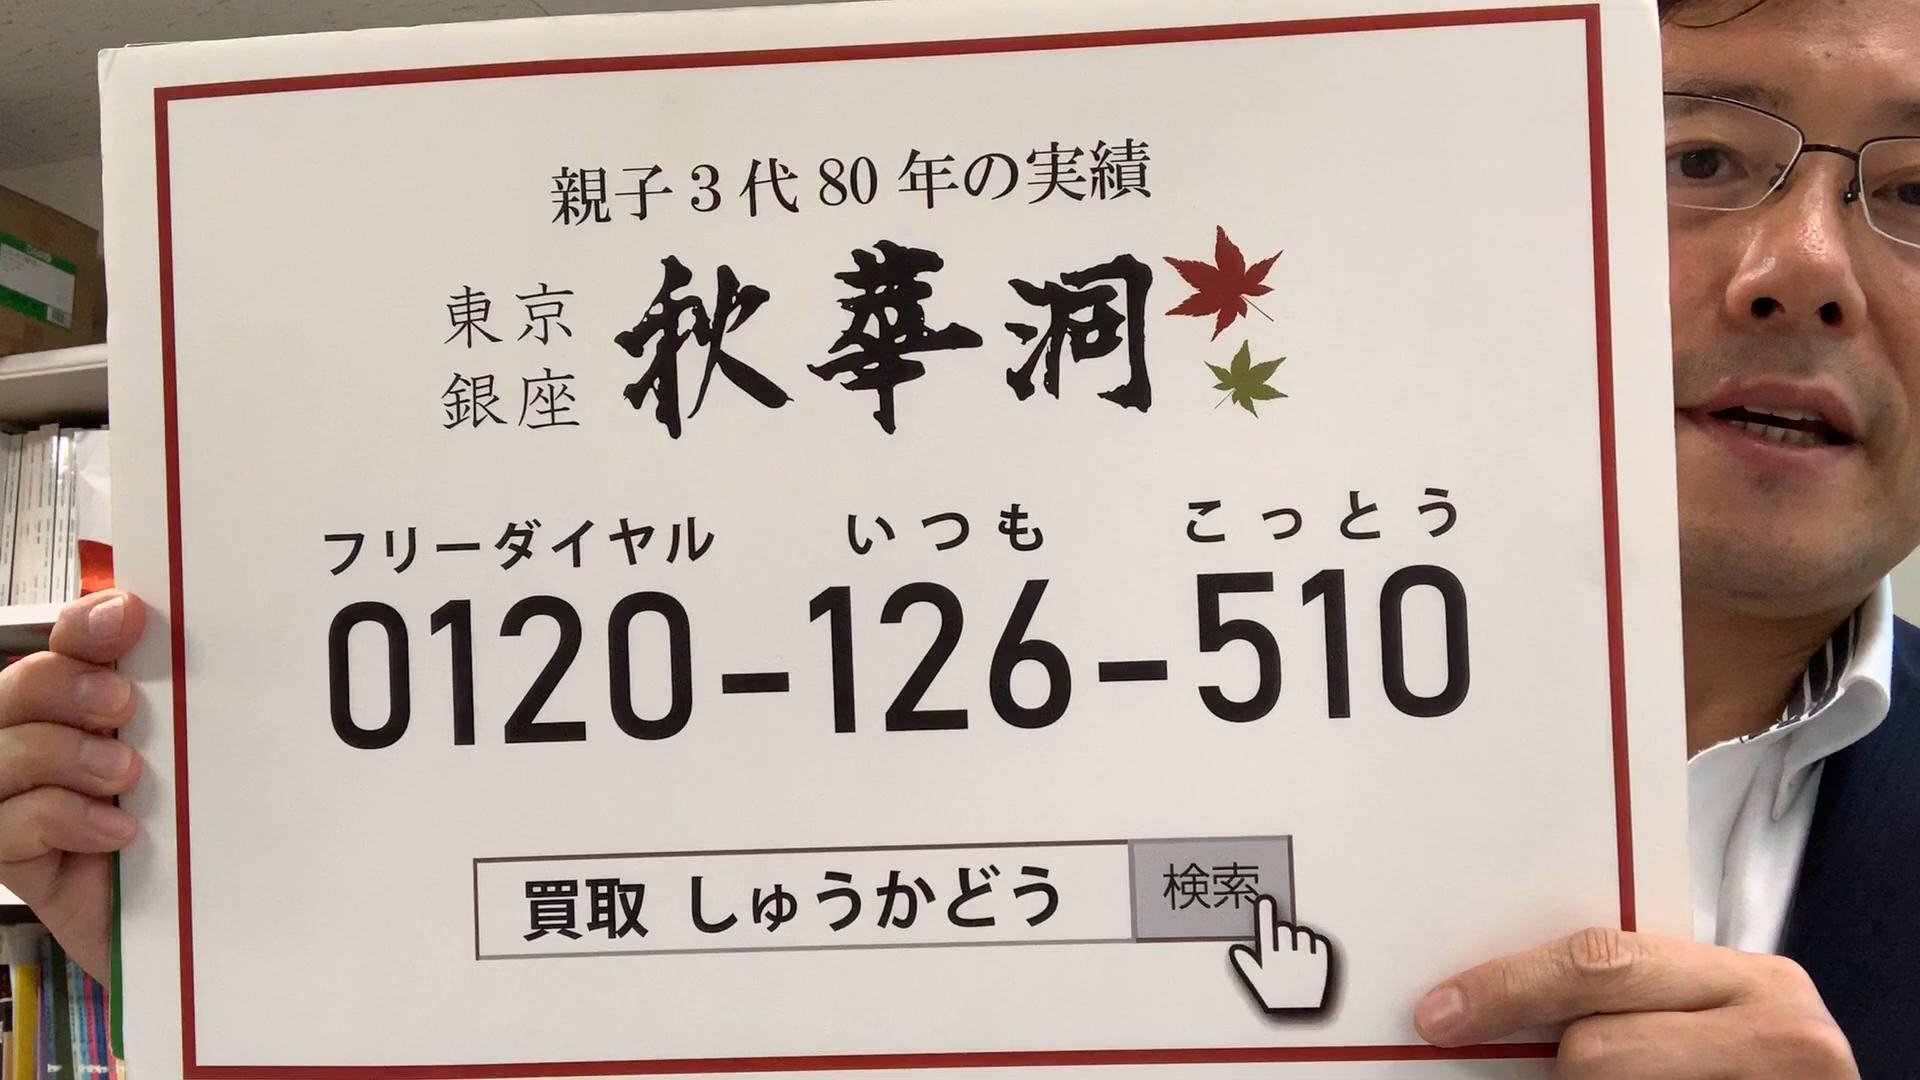 親子3代80年の実績
東京
銀座
秋華洞
フリーダイヤル いつも こっとう
0120-126-510
買取 しゅうかどう 検索